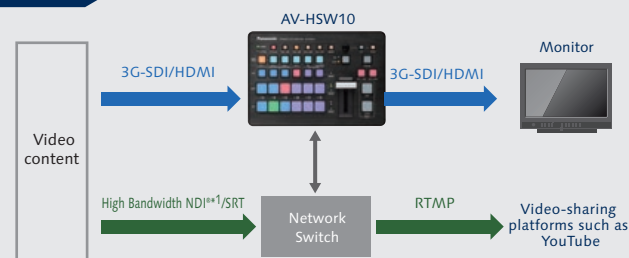 AV-HSW10
Panasonic
3G-SDI/HDMI
3G-SDI/HDMI
Monitor
Video
content
High Bandwidth NDI®*1/SRT
Network
Switch
RTMP
Video-sharing
platforms such as
YouTube